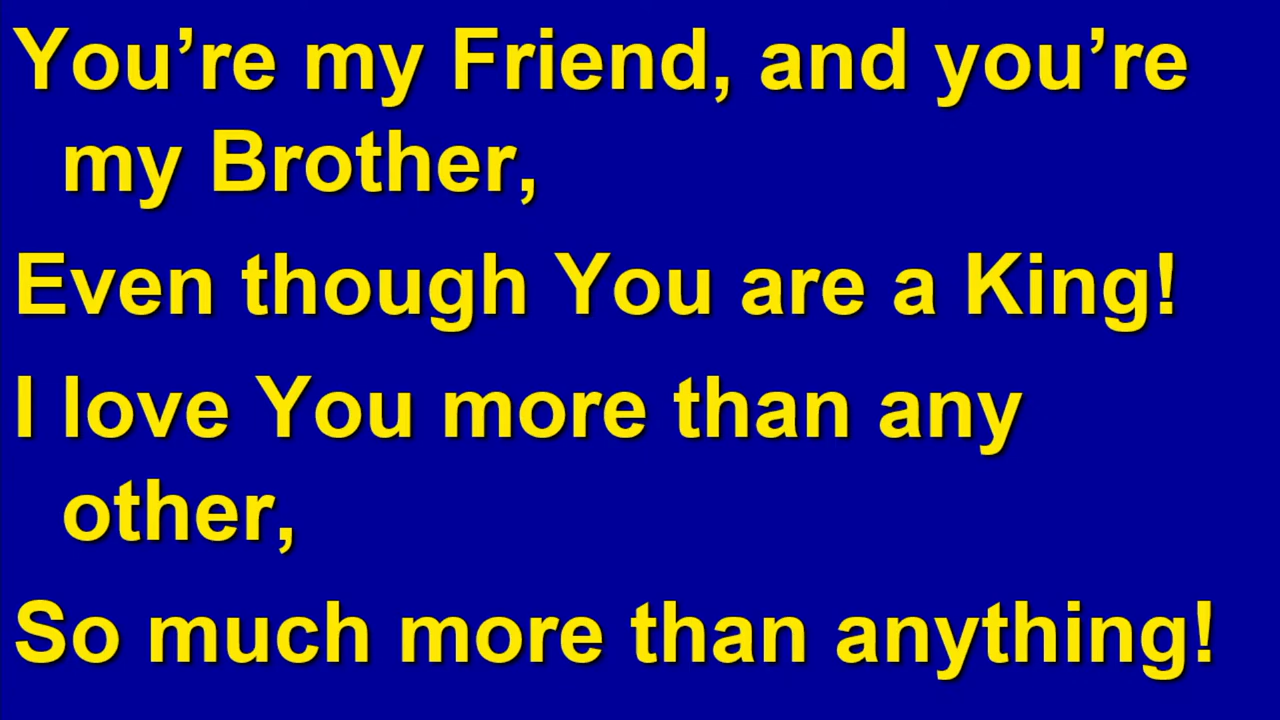 You’re my Friend, and you’re
my Brother,
Even though You are a King!
I love You more than any
other,
So much more than anything!